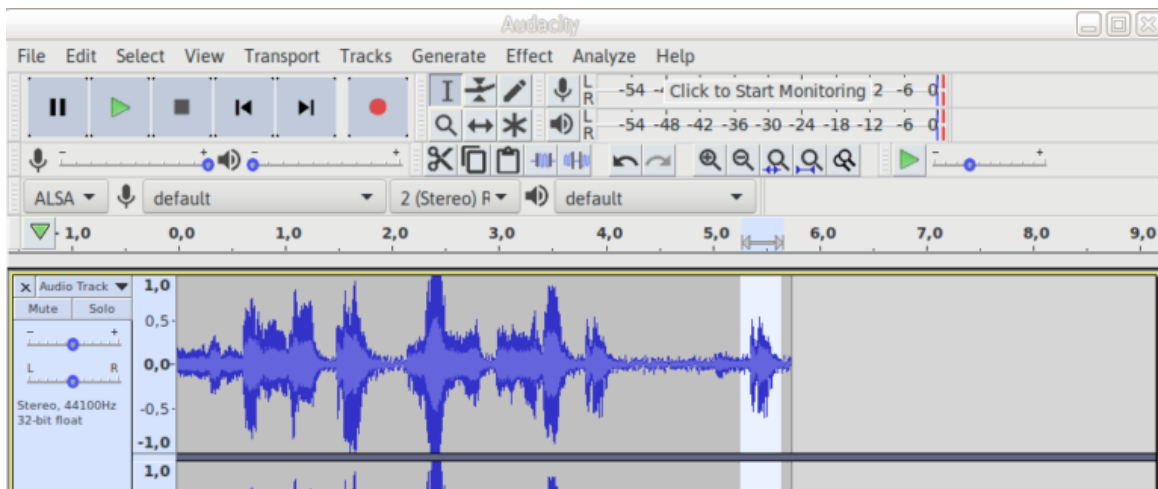 Audacity
File Edit Select View Transport Tracks Generate Effect Analyze Help
L R -54 -4 Click to Start Monitoring 2 -6 0
L R -54 -48 -42 -36 -30 -24 -18 -12 -6 0
- + - + - +
ALSA default 2 (Stereo) R default
- 1,0 0,0 1,0 2,0 3,0 4,0 5,0 6,0 7,0 8,0 9,0
x Audio Track 1,0
Mute Solo
0,5
- +
0,0
L R
Stereo, 44100Hz -0,5
32-bit float
-1,0
1,0